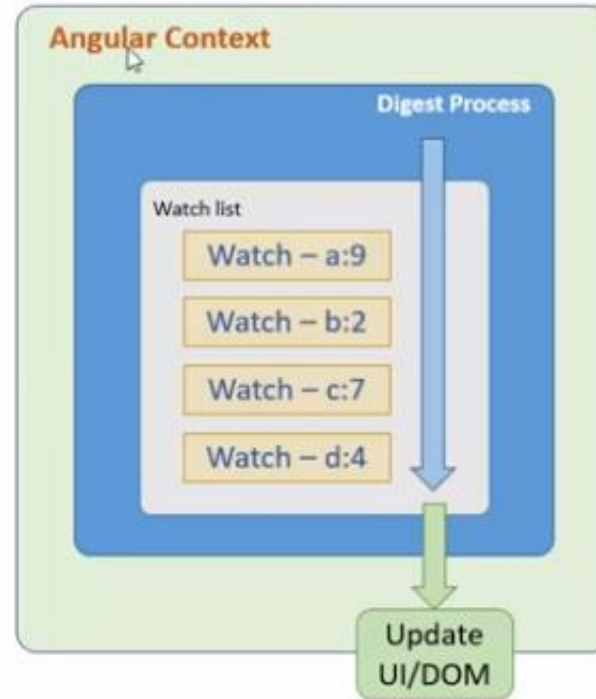 Angular Context
Digest Process
Watch list
Watch – a:9
Watch – b:2
Watch – c:7
Watch – d:4
Update
UI/DOM